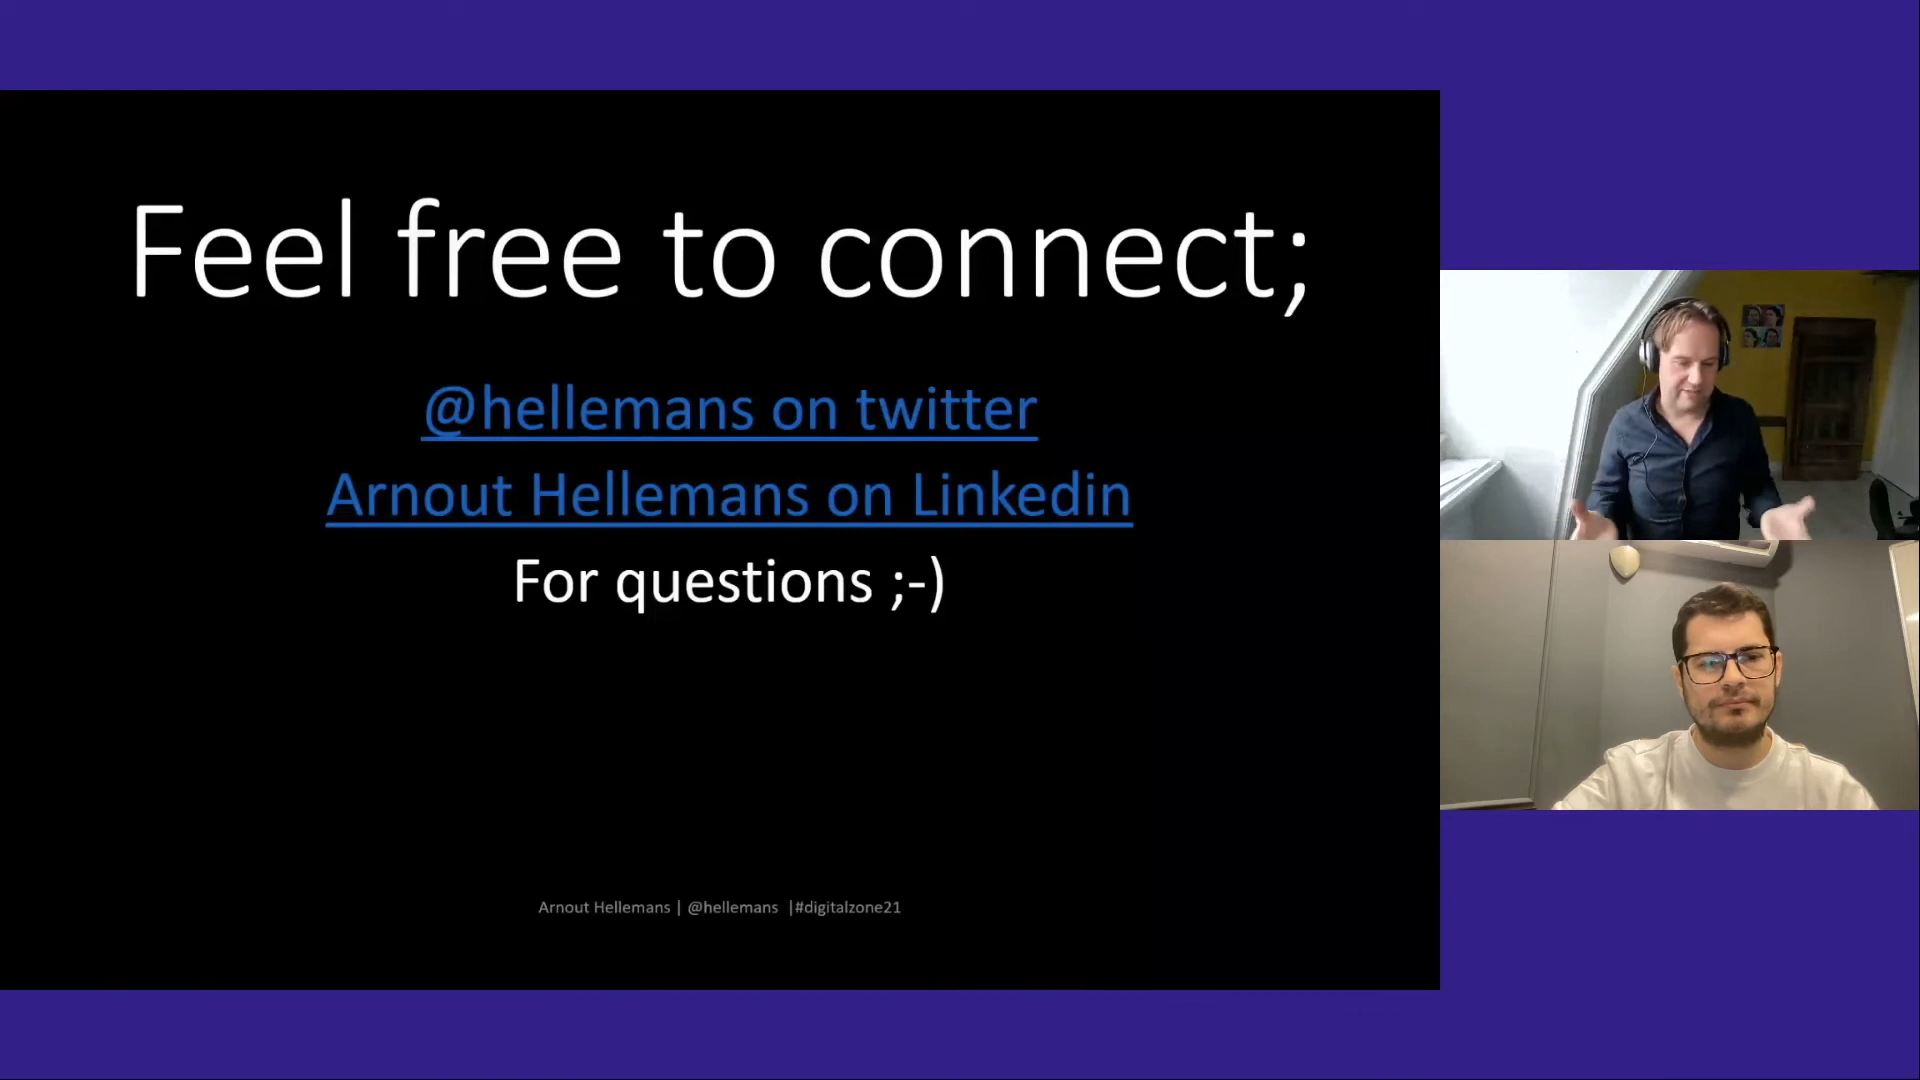 Feel free to connect;
@hellemans on twitter
Arnout Hellemans on Linkedin
For questions ;-)
Arnout Hellemans | @hellemans |#digitalzone21